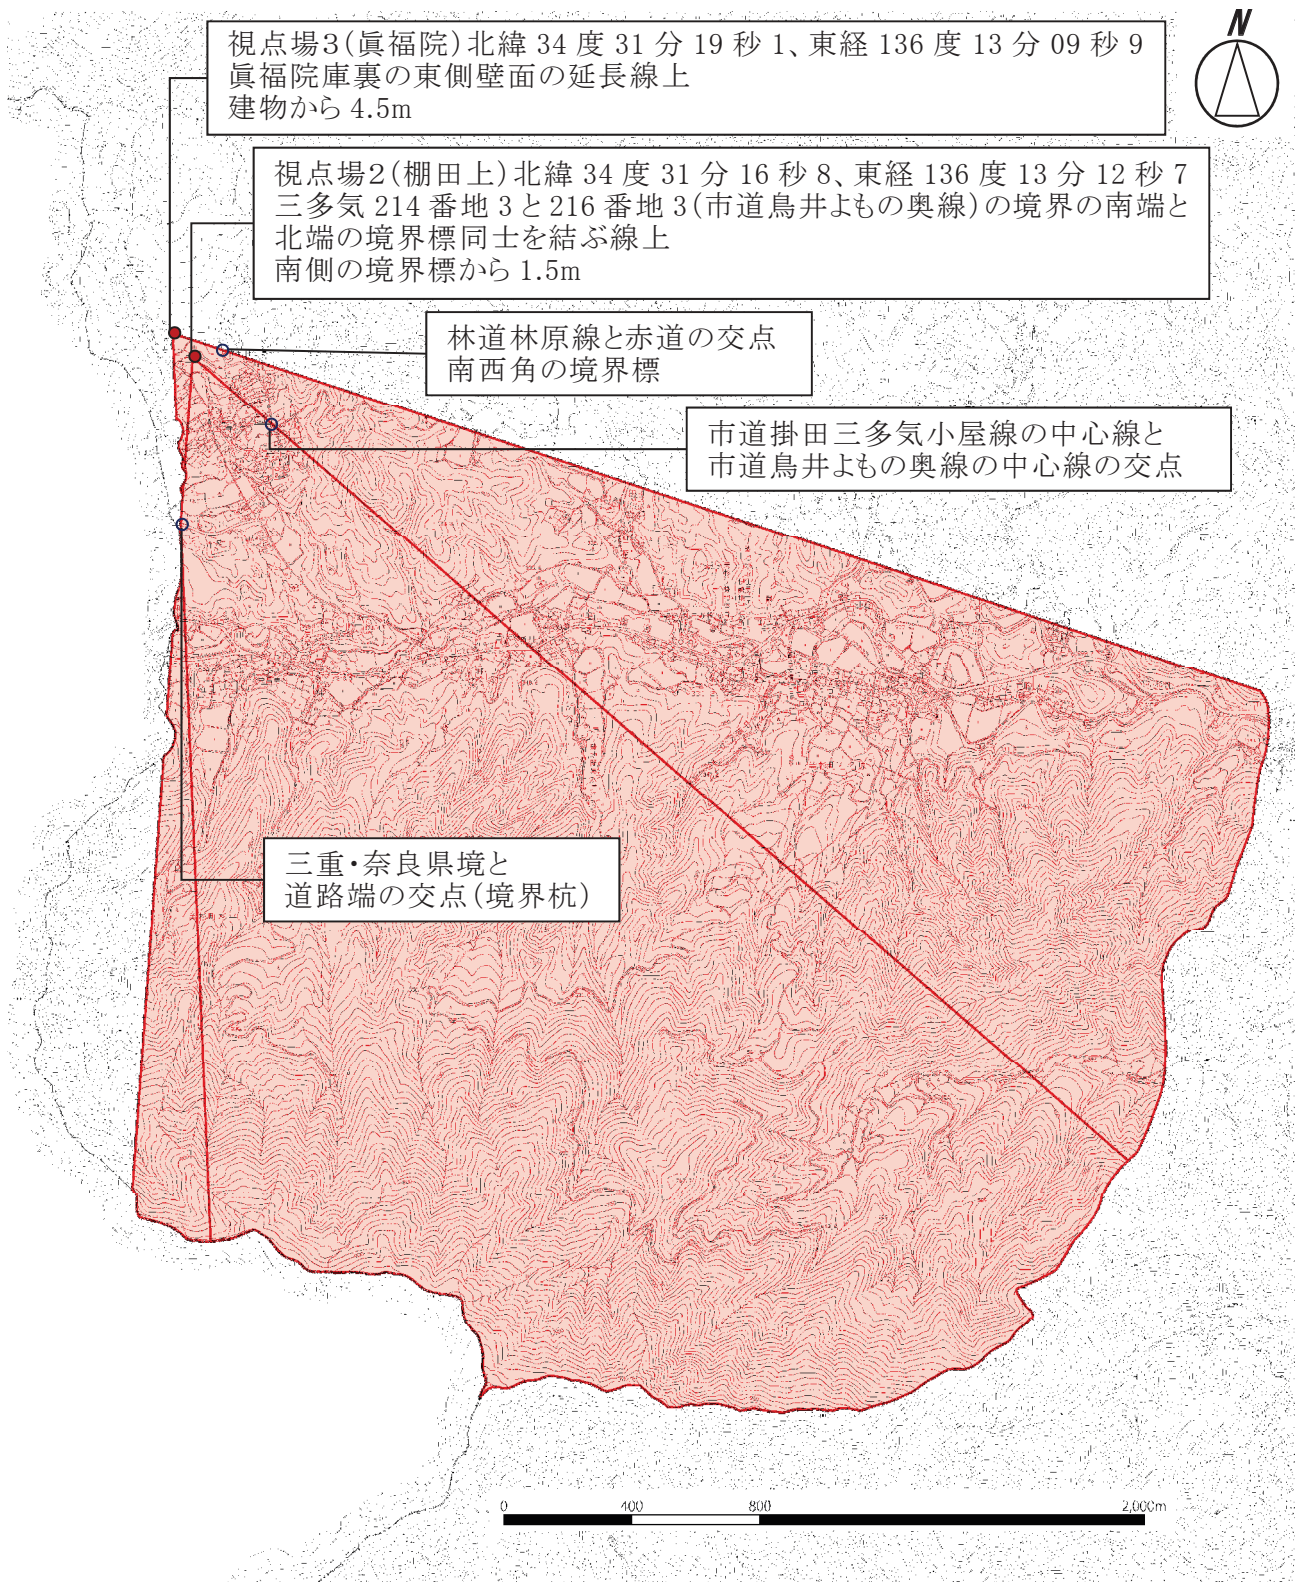 N
視点場3(眞福院)北緯 34 度 31 分 19 秒 1、東経 136 度 13 分 09 秒 9
眞福院庫裏の東側壁面の延長線上
建物から 4.5m
視点場2(棚田上)北緯 34 度 31 分 16 秒 8、東経 136 度 13 分 12 秒 7
三多気 214 番地 3 と 216 番地 3(市道鳥井よもの奥線)の境界の南端と
北端の境界標同士を結ぶ線上
南側の境界標から 1.5m
林道林原線と赤道の交点
南西角の境界標
市道掛田三多気小屋線の中心線と
市道鳥井よもの奥線の中心線の交点
三重・奈良県境と
道路端の交点(境界杭)
0 400 800 2,000m